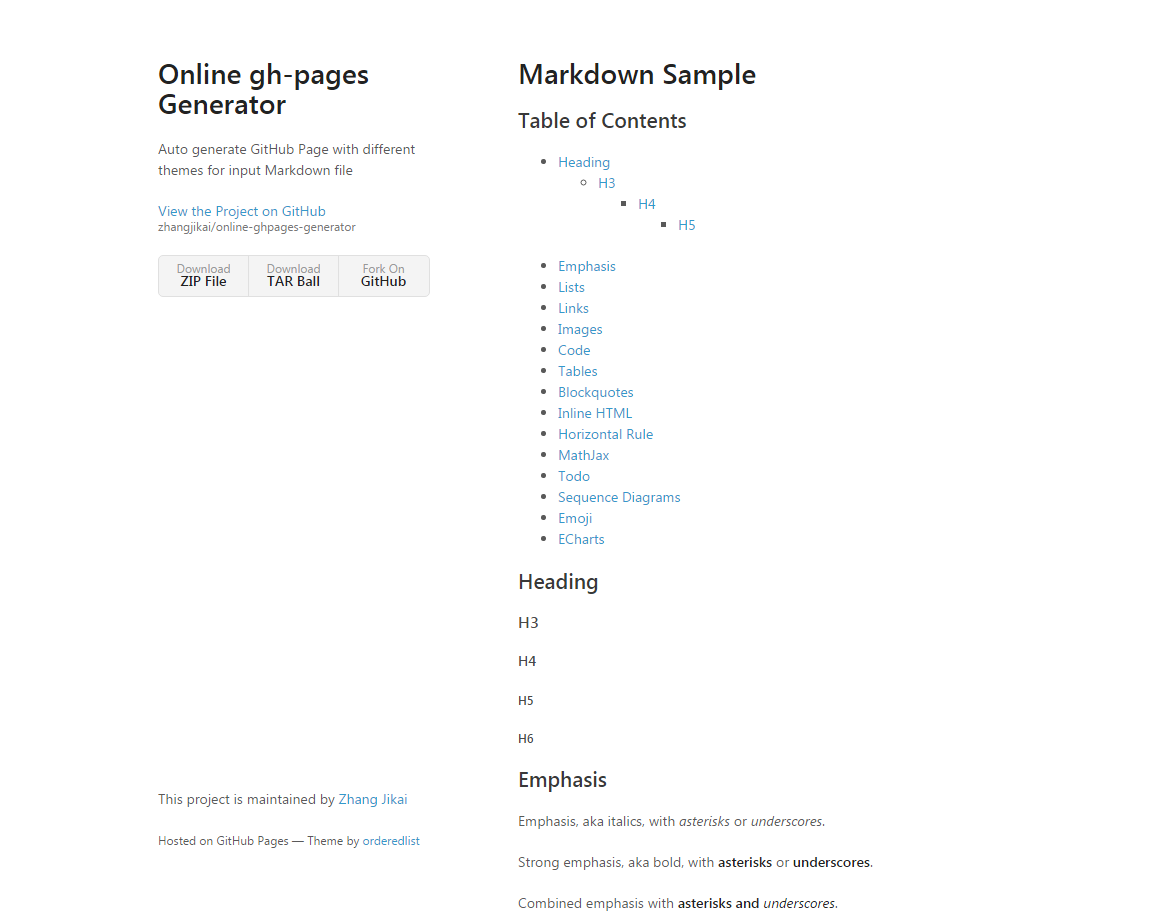 Online gh-pages
Generator
Auto generate GitHub Page with different
themes for input Markdown file
View the Project on GitHub
zhangjikai/online-ghpages-generator
Download
ZIP File
Download
TAR Ball
Fork On
GitHub
This project is maintained by Zhang Jikai
Hosted on GitHub Pages — Theme by orderedlist
Markdown Sample
Table of Contents
Heading
H3
H4
H5
Emphasis
Lists
Links
Images
Code
Tables
Blockquotes
Inline HTML
Horizontal Rule
MathJax
Todo
Sequence Diagrams
Emoji
ECharts
Heading
H3
H4
H5
H6
Emphasis
Emphasis, aka italics, with asterisks or underscores.
Strong emphasis, aka bold, with asterisks or underscores.
Combined emphasis with asterisks and underscores.